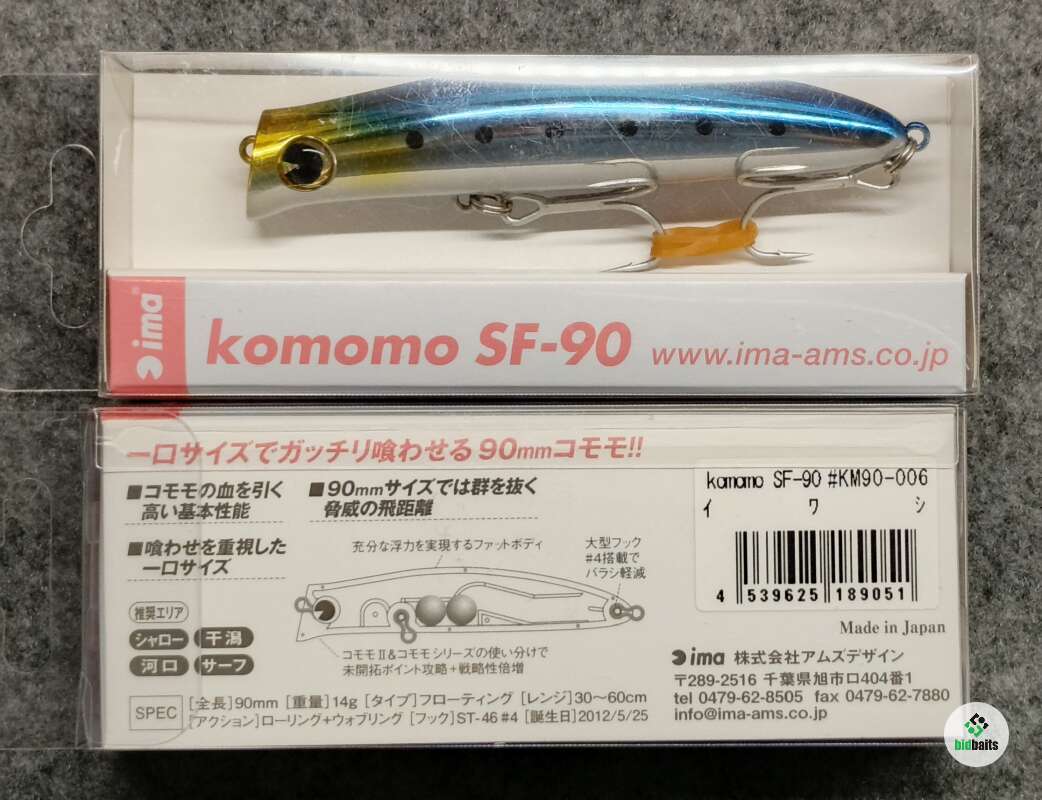 ima®
komomo SF-90 www.ima-ams.co.jp
一口サイズでガッチリ喰わせる90mmコモモ!!
■コモモの血を引く
高い基本性能
■90mmサイズでは群を抜く
脅威の飛距離
■喰わせを重視した
一口サイズ
充分な浮力を実現するファットボディ
大型フック
#4搭載で
バラシ軽減
推奨エリア
シャロー 干潟
河口 サーフ
コモモⅡ&コモモシリーズの使い分けで
未開拓ポイント攻略+戦略性倍増
SPEC
[全長]90mm [重量]14g [タイプ]フローティング [レンジ]30〜60cm
[アクション]ローリング+ウォブリング [フック]ST-46 #4 [誕生日]2012/5/25
komomo SF-90 #KM90-006
イワシ
4 539625 189051
Made in Japan
ima 株式会社アムズデザイン
〒289-2516 千葉県旭市ロ404番1
tel 0479-62-8505 fax 0479-62-7880
info@ima-ams.co.jp
bidbaits